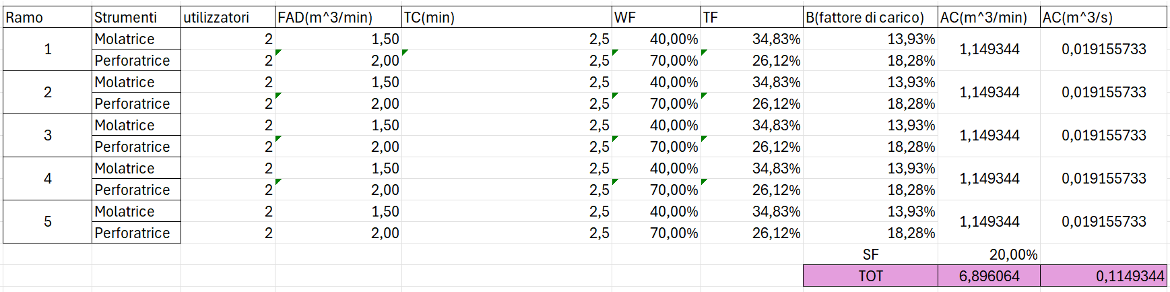 Ramo Strumenti utilizzatori FAD(m^3/min) TC(min) WF TF B(fattore di carico) AC(m^3/min) AC(m^3/s)
1 Molatrice 2 1,50 2,5 40,00% 34,83% 13,93% 1,149344 0,019155733
Perforatrice 2 2,00 2,5 70,00% 26,12% 18,28%
2 Molatrice 2 1,50 2,5 40,00% 34,83% 13,93% 1,149344 0,019155733
Perforatrice 2 2,00 2,5 70,00% 26,12% 18,28%
3 Molatrice 2 1,50 2,5 40,00% 34,83% 13,93% 1,149344 0,019155733
Perforatrice 2 2,00 2,5 70,00% 26,12% 18,28%
4 Molatrice 2 1,50 2,5 40,00% 34,83% 13,93% 1,149344 0,019155733
Perforatrice 2 2,00 2,5 70,00% 26,12% 18,28%
5 Molatrice 2 1,50 2,5 40,00% 34,83% 13,93% 1,149344 0,019155733
Perforatrice 2 2,00 2,5 70,00% 26,12% 18,28%
SF 20,00%
TOT 6,896064 0,1149344